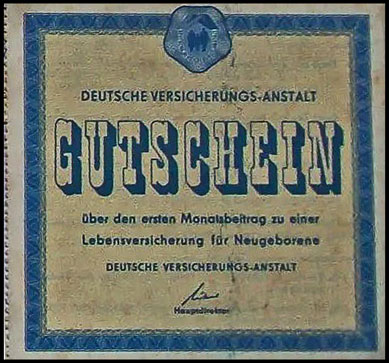 DEUTSCHE VERSICHERUNGS-ANSTALT
GUTSCHEIN
über den ersten Monatsbeitrag zu einer
Lebensversicherung für Neugeborene
DEUTSCHE VERSICHERUNGS-ANSTALT
Hauptdirektor